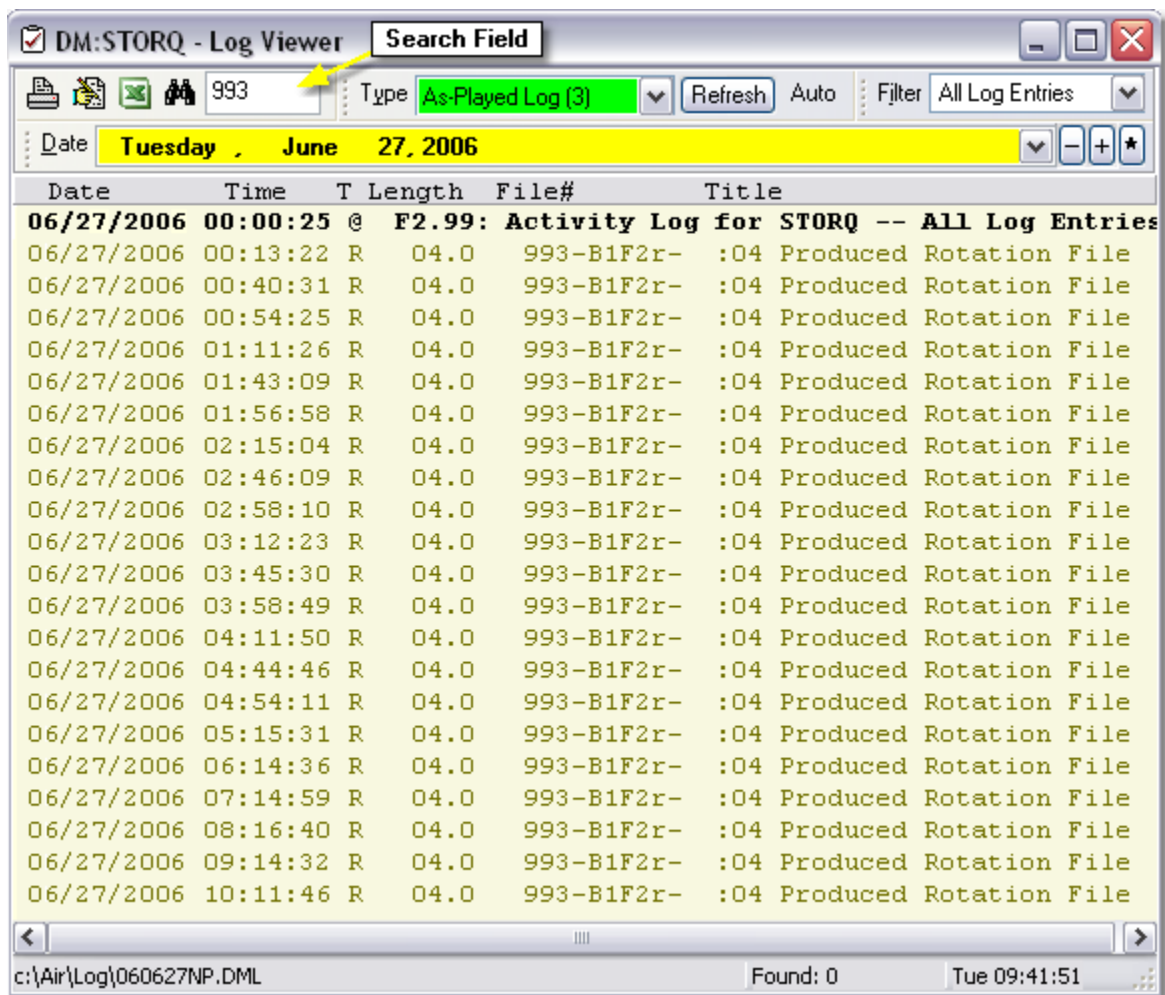 DM:STORQ - Log Viewer
Search Field
993 Type As-Played Log (3) Refresh Auto Filter All Log Entries
Date Tuesday , June 27, 2006 - + *
Date Time T Length File# Title
06/27/2006 00:00:25 @ F2.99: Activity Log for STORQ -- All Log Entries
06/27/2006 00:13:22 R 04.0 993-B1F2r- :04 Produced Rotation File
06/27/2006 00:40:31 R 04.0 993-B1F2r- :04 Produced Rotation File
06/27/2006 00:54:25 R 04.0 993-B1F2r- :04 Produced Rotation File
06/27/2006 01:11:26 R 04.0 993-B1F2r- :04 Produced Rotation File
06/27/2006 01:43:09 R 04.0 993-B1F2r- :04 Produced Rotation File
06/27/2006 01:56:58 R 04.0 993-B1F2r- :04 Produced Rotation File
06/27/2006 02:15:04 R 04.0 993-B1F2r- :04 Produced Rotation File
06/27/2006 02:46:09 R 04.0 993-B1F2r- :04 Produced Rotation File
06/27/2006 02:58:10 R 04.0 993-B1F2r- :04 Produced Rotation File
06/27/2006 03:12:23 R 04.0 993-B1F2r- :04 Produced Rotation File
06/27/2006 03:45:30 R 04.0 993-B1F2r- :04 Produced Rotation File
06/27/2006 03:58:49 R 04.0 993-B1F2r- :04 Produced Rotation File
06/27/2006 04:11:50 R 04.0 993-B1F2r- :04 Produced Rotation File
06/27/2006 04:44:46 R 04.0 993-B1F2r- :04 Produced Rotation File
06/27/2006 04:54:11 R 04.0 993-B1F2r- :04 Produced Rotation File
06/27/2006 05:15:31 R 04.0 993-B1F2r- :04 Produced Rotation File
06/27/2006 06:14:36 R 04.0 993-B1F2r- :04 Produced Rotation File
06/27/2006 07:14:59 R 04.0 993-B1F2r- :04 Produced Rotation File
06/27/2006 08:16:40 R 04.0 993-B1F2r- :04 Produced Rotation File
06/27/2006 09:14:32 R 04.0 993-B1F2r- :04 Produced Rotation File
06/27/2006 10:11:46 R 04.0 993-B1F2r- :04 Produced Rotation File
c:\Air\Log\060627NP.DML Found: 0 Tue 09:41:51